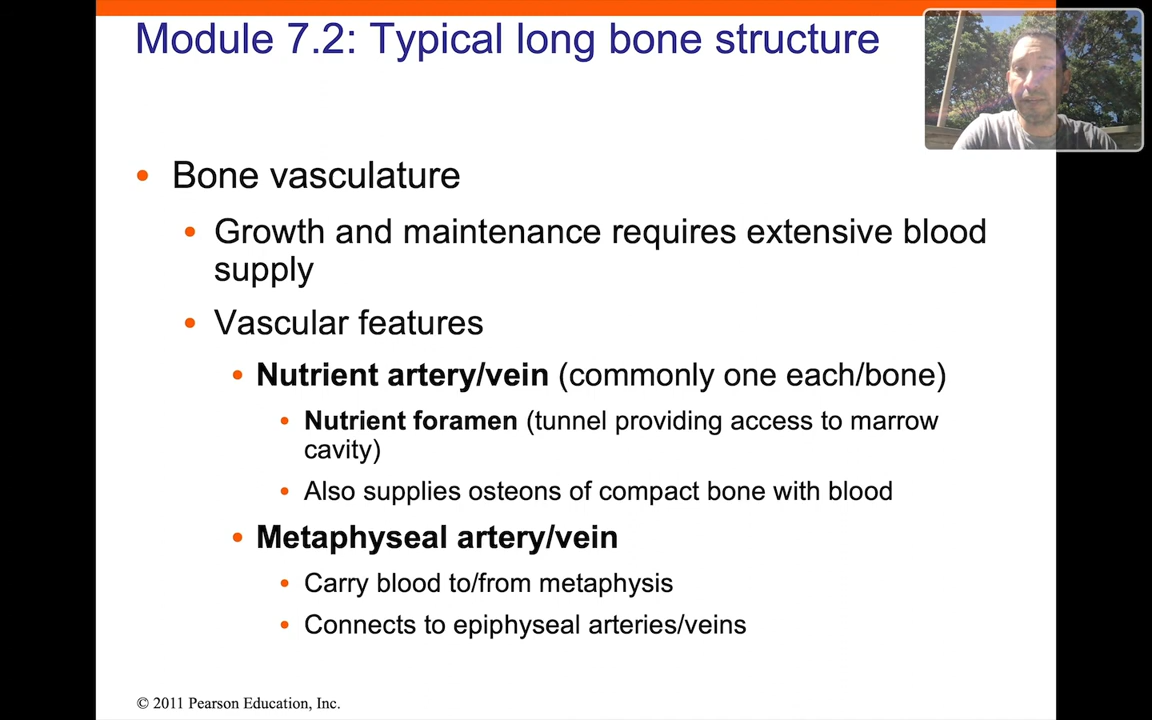 Module 7.2: Typical long bone structure
• Bone vasculature
• Growth and maintenance requires extensive blood
supply
• Vascular features
• Nutrient artery/vein (commonly one each/bone)
• Nutrient foramen (tunnel providing access to marrow
cavity)
• Also supplies osteons of compact bone with blood
• Metaphyseal artery/vein
• Carry blood to/from metaphysis
• Connects to epiphyseal arteries/veins
© 2011 Pearson Education, Inc.